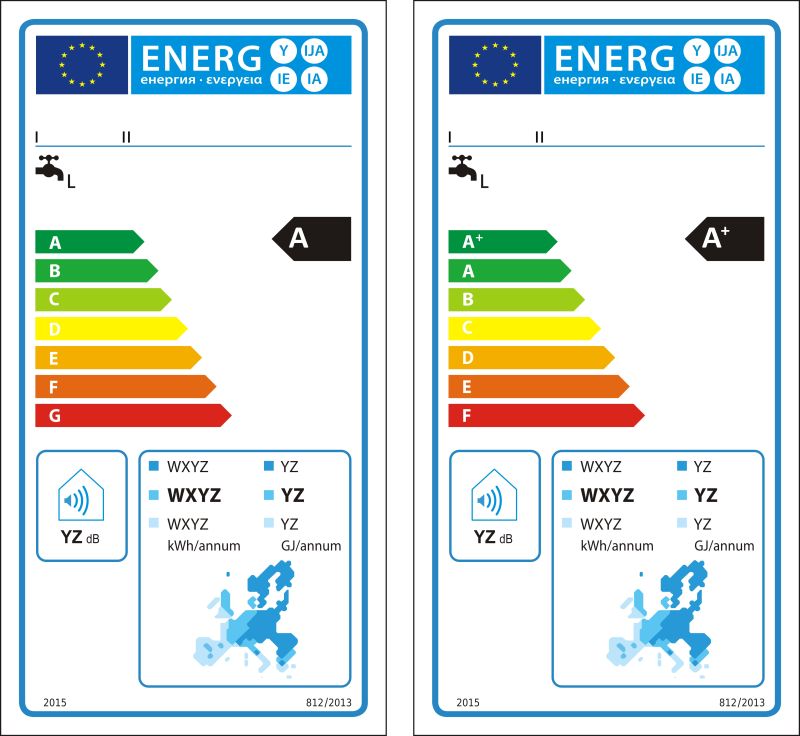 ENERG Y IJA
енергия · ενεργεια IE IA
I II
L
A
A
B
C
D
E
F
G
WXYZ YZ
WXYZ YZ
WXYZ YZ
kWh/annum GJ/annum
YZ dB
2015 812/2013
ENERG Y IJA
енергия · ενεργεια IE IA
I II
L
A+
A+
A
B
C
D
E
F
WXYZ YZ
WXYZ YZ
WXYZ YZ
kWh/annum GJ/annum
YZ dB
2015 812/2013